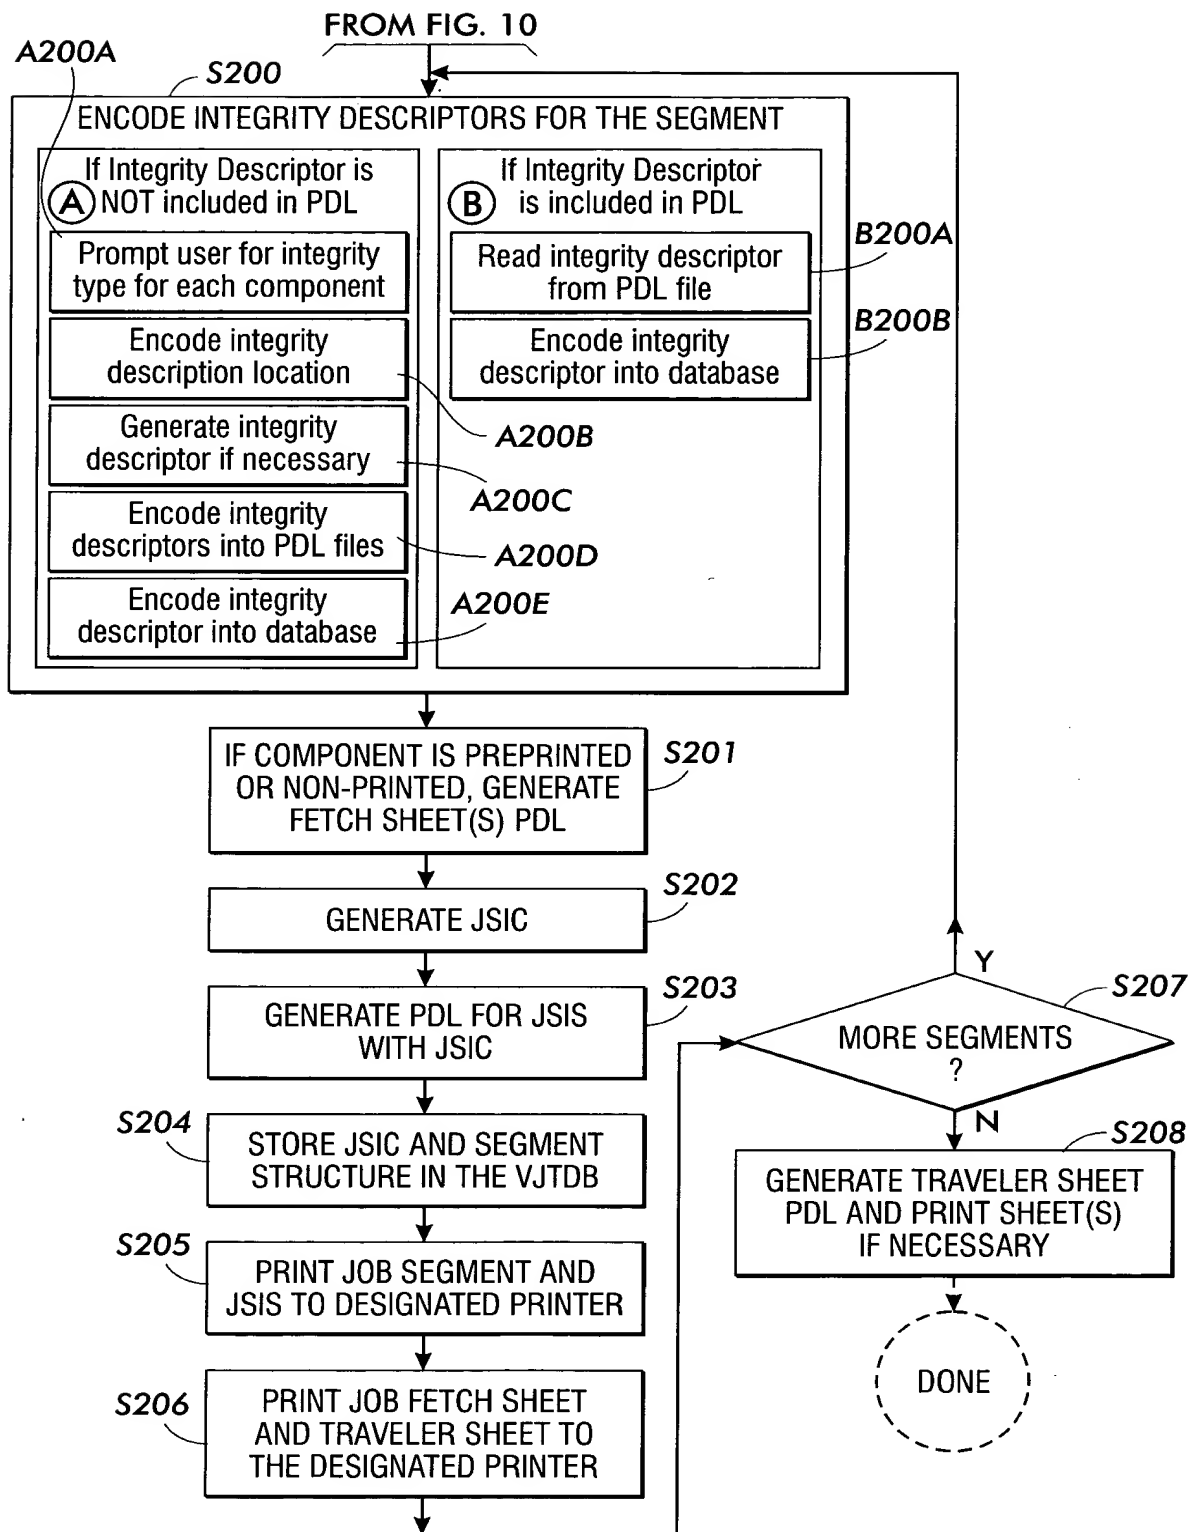 FROM FIG. 10
A200A
S200
ENCODE INTEGRITY DESCRIPTORS FOR THE SEGMENT
If Integrity Descriptor is
A NOT included in PDL
Prompt user for integrity
type for each component
Encode integrity
description location
A200B
Generate integrity
descriptor if necessary
A200C
Encode integrity
descriptors into PDL files
A200D
Encode integrity
descriptor into database
A200E
If Integrity Descriptor
B is included in PDL
Read integrity descriptor
from PDL file
B200A
Encode integrity
descriptor into database
B200B
IF COMPONENT IS PREPRINTED
OR NON-PRINTED, GENERATE
FETCH SHEET(S) PDL
S201
GENERATE JSIC
S202
GENERATE PDL FOR JSIS
WITH JSIC
S203
S204
STORE JSIC AND SEGMENT
STRUCTURE IN THE VJTDB
S205
PRINT JOB SEGMENT AND
JSIS TO DESIGNATED PRINTER
S206
PRINT JOB FETCH SHEET
AND TRAVELER SHEET TO
THE DESIGNATED PRINTER
Y
S207
MORE SEGMENTS
?
N
S208
GENERATE TRAVELER SHEET
PDL AND PRINT SHEET(S)
IF NECESSARY
DONE